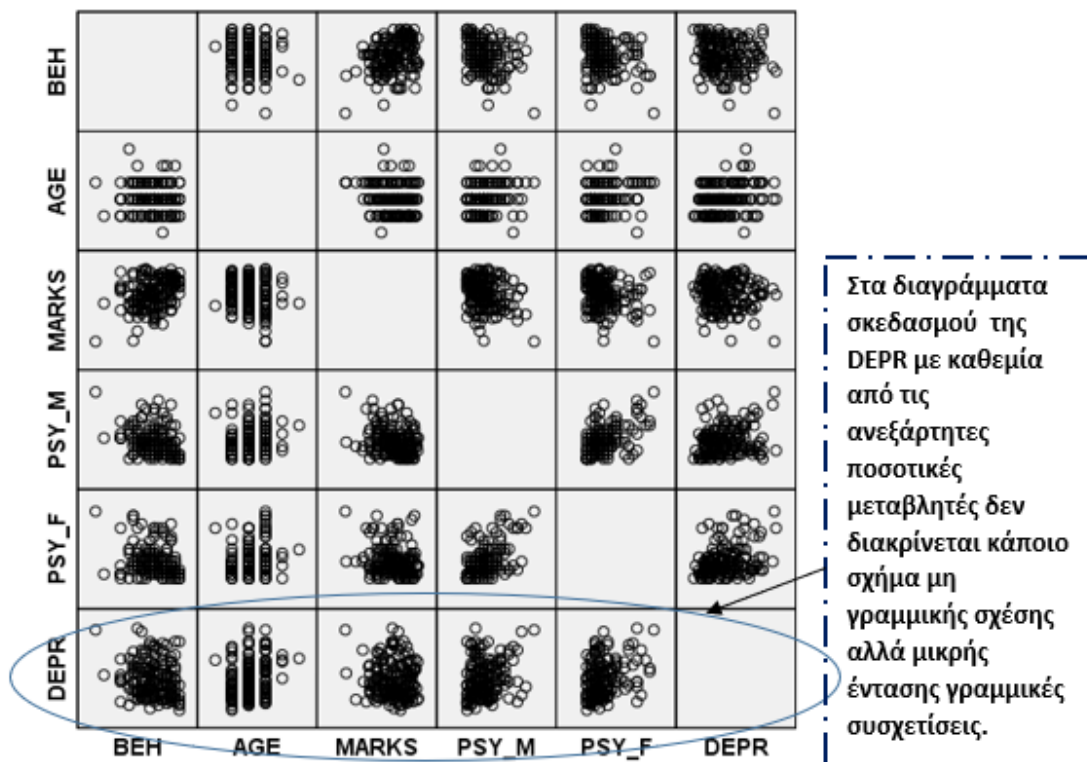 BEH
AGE
MARKS
PSY_M
PSY_F
DEPR
BEH AGE MARKS PSY_M PSY_F DEPR
Στα διαγράμματα
σκεδασμού της
DEPR με καθεμία
από τις
ανεξάρτητες
ποσοτικές
μεταβλητές δεν
διακρίνεται κάποιο
σχήμα μη
γραμμικής σχέσης
αλλά μικρής
έντασης γραμμικές
συσχετίσεις.